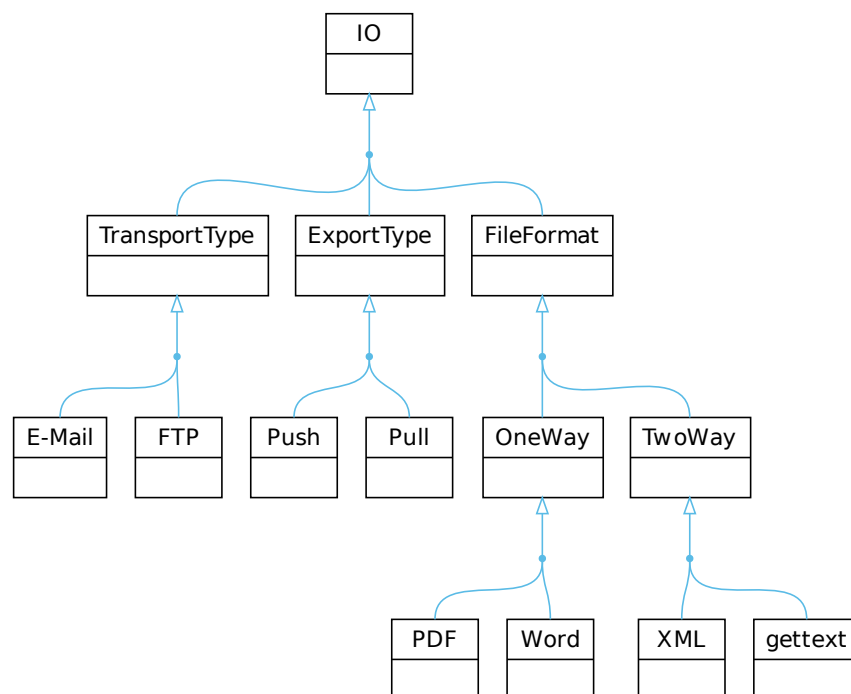 IO
TransportType
ExportType
FileFormat
E-Mail
FTP
Push
Pull
OneWay
TwoWay
PDF
Word
XML
gettext